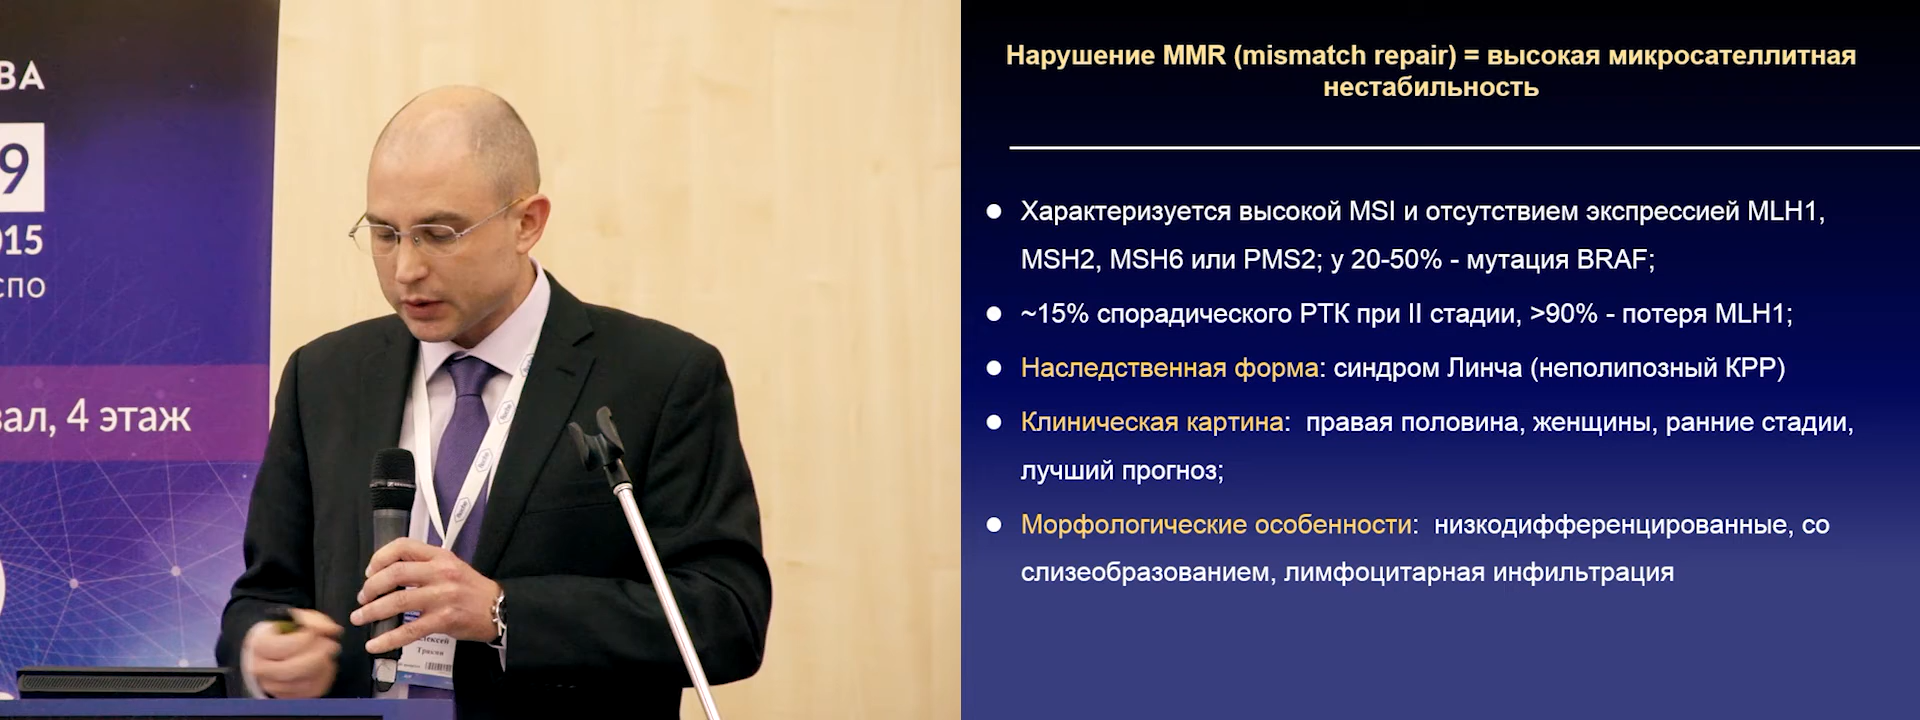 ВА
9
015
СПО
зал, 4 этаж
Алексей
Трякин
Нарушение MMR (mismatch repair) = высокая микросателлитная
нестабильность
Характеризуется высокой MSI и отсутствием экспрессией MLH1,
MSH2, MSH6 или PMS2; у 20-50% - мутация BRAF;
~15% спорадического РТК при II стадии, >90% - потеря MLH1;
Наследственная форма: синдром Линча (неполипозный КРР)
Клиническая картина: правая половина, женщины, ранние стадии,
лучший прогноз;
Морфологические особенности: низкодифференцированные, со
слизеобразованием, лимфоцитарная инфильтрация